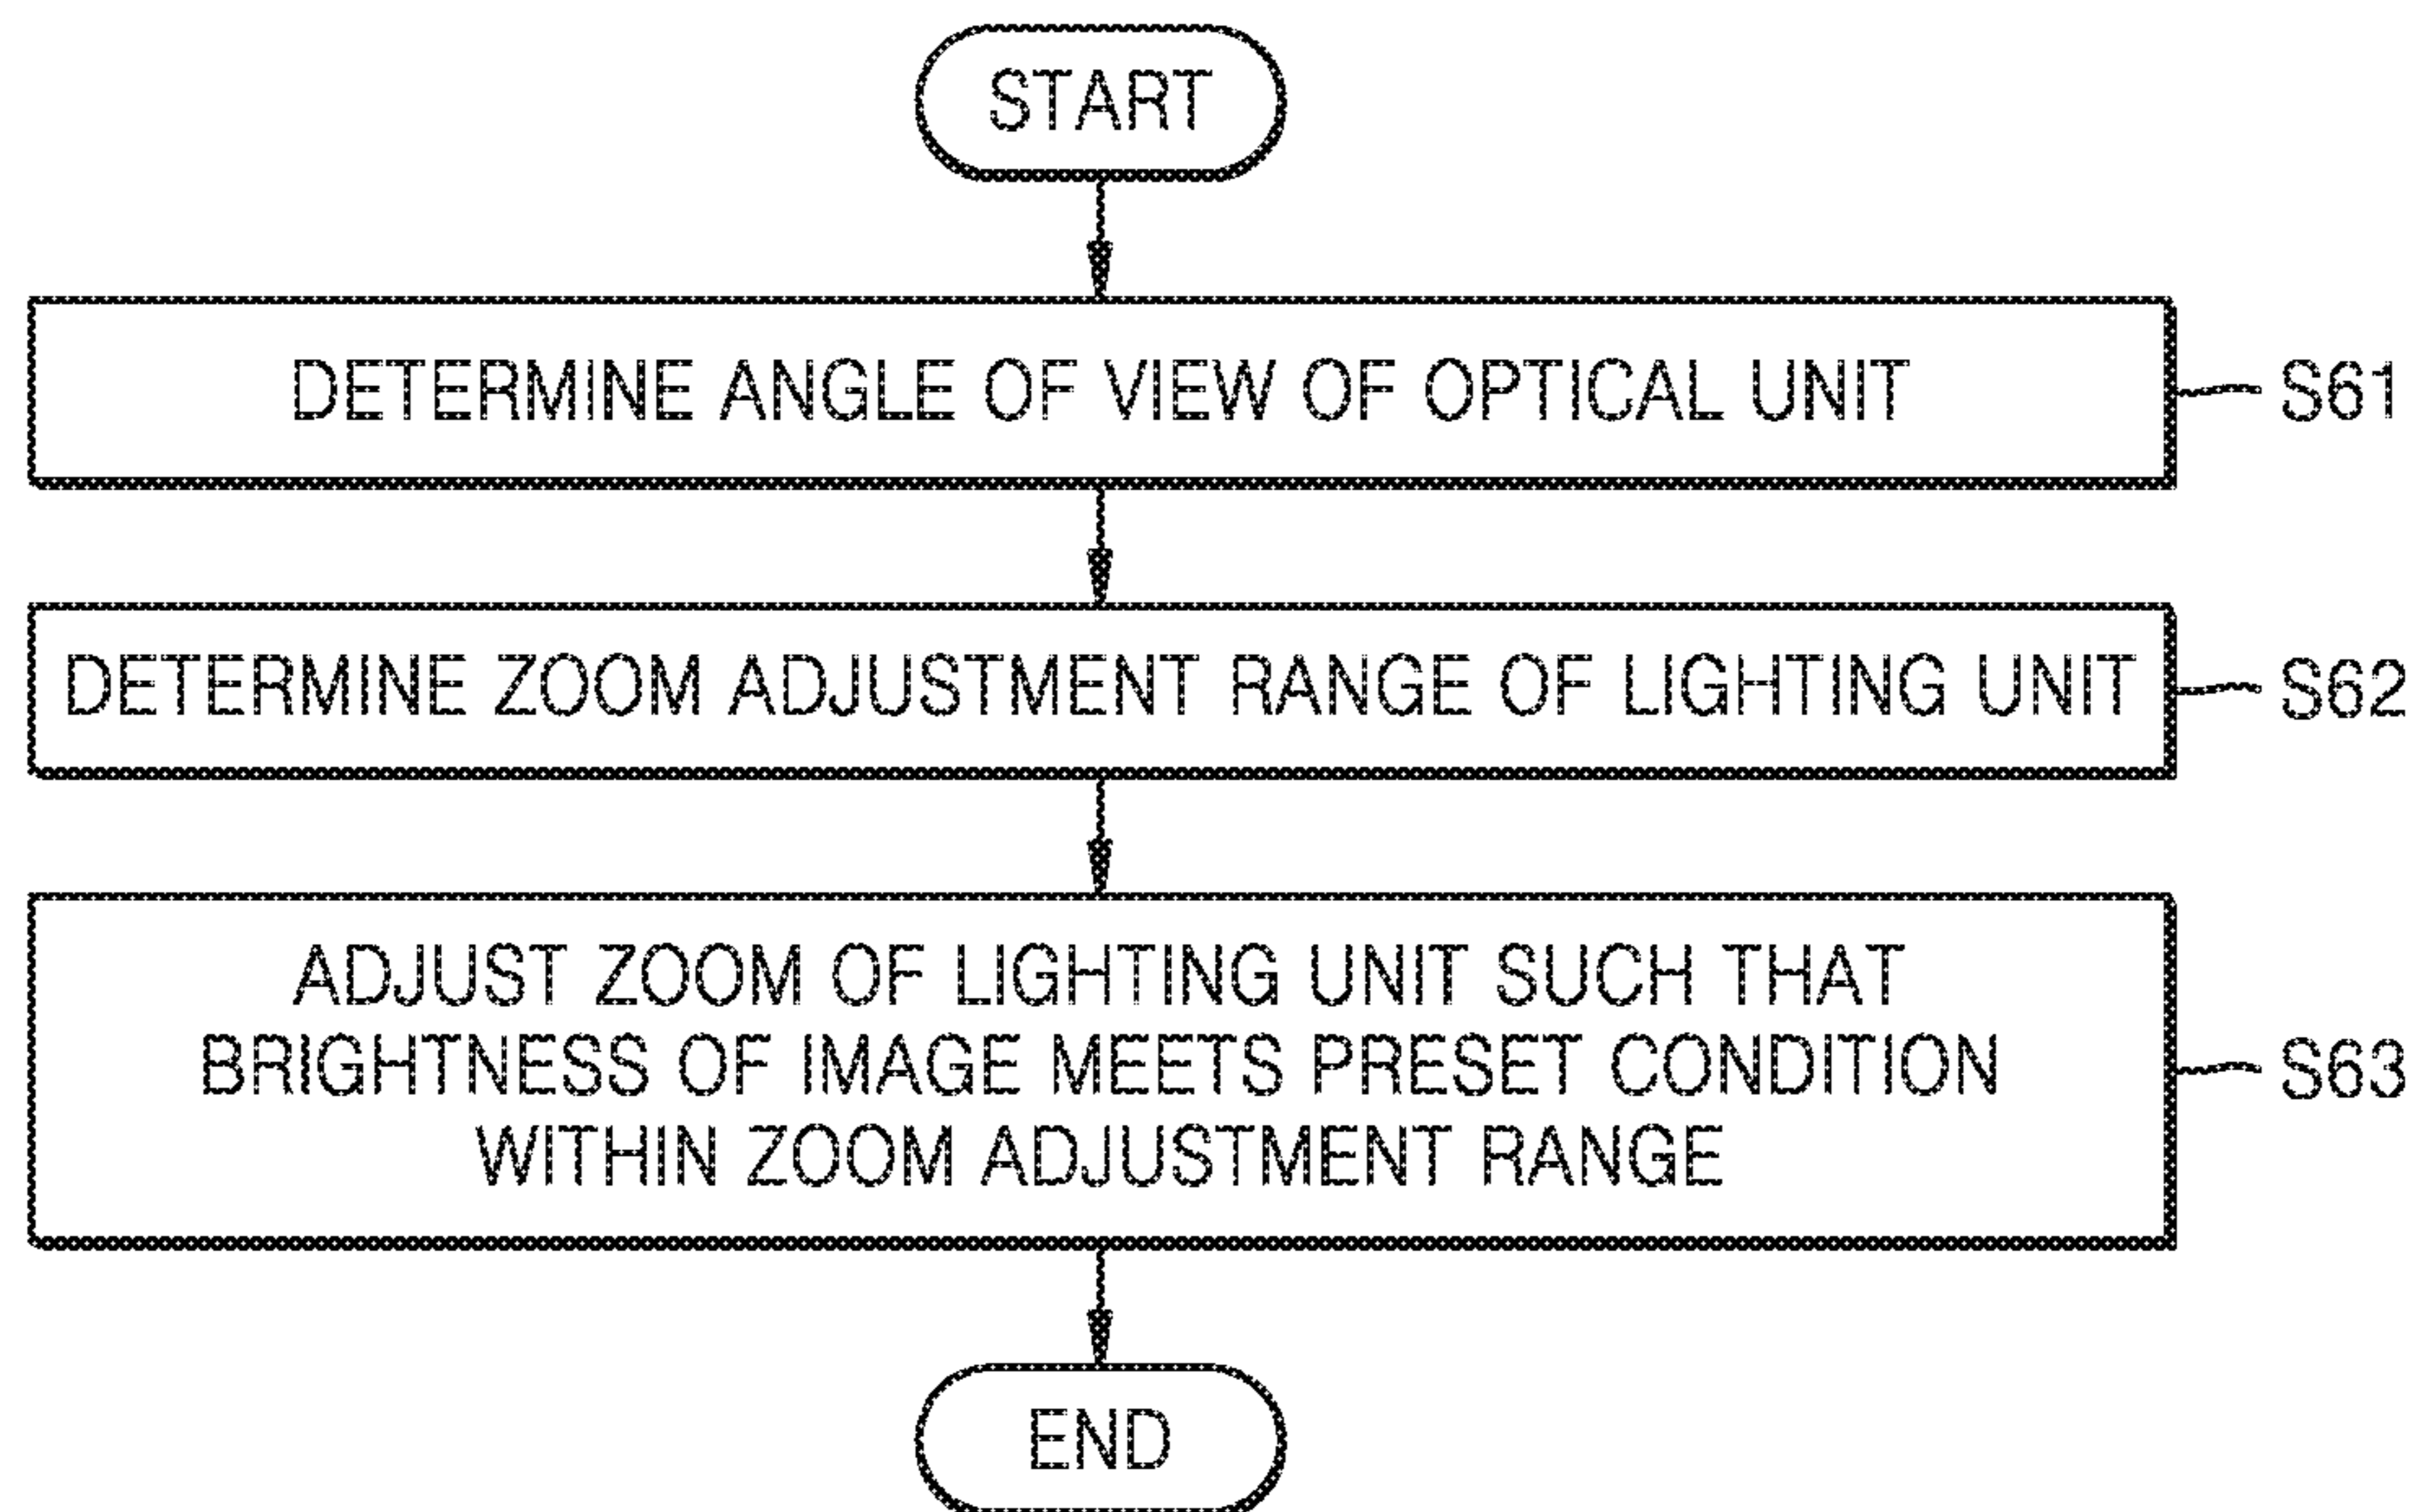 START
DETERMINE ANGLE OF VIEW OF OPTICAL UNIT
S61
DETERMINE ZOOM ADJUSTMENT RANGE OF LIGHTING UNIT
S62
ADJUST ZOOM OF LIGHTING UNIT SUCH THAT
BRIGHTNESS OF IMAGE MEETS PRESET CONDITION
WITHIN ZOOM ADJUSTMENT RANGE
S63
END